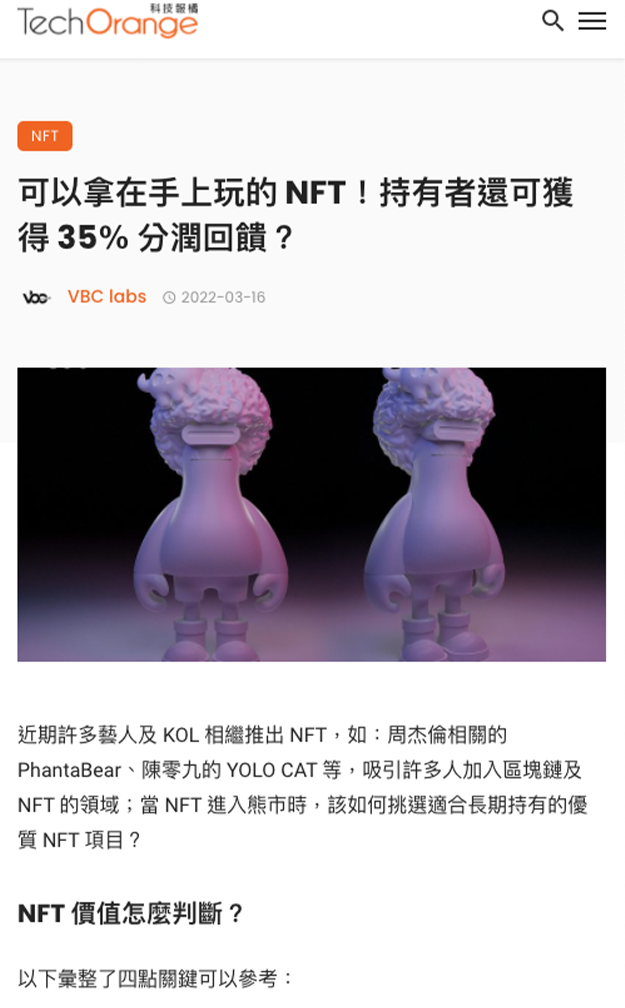 科技報橘
TechOrange
NFT
可以拿在手上玩的 NFT！持有者還可獲
得 35% 分潤回饋？
VBC VBC labs 2022-03-16
近期許多藝人及 KOL 相繼推出 NFT，如：周杰倫相關的
PhantaBear、陳零九的 YOLO CAT 等，吸引許多人加入區塊鏈及
NFT 的領域；當 NFT 進入熊市時，該如何挑選適合長期持有的優
質 NFT 項目？
NFT 價值怎麼判斷？
以下彙整了四點關鍵可以參考：